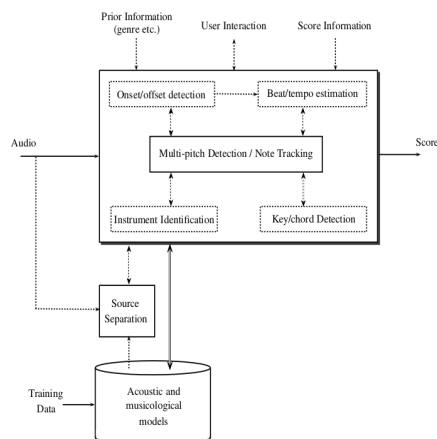 Prior Information
(genre etc.)
User Interaction
Score Information
Onset/offset detection
Beat/tempo estimation
Audio
Multi-pitch Detection / Note Tracking
Score
Instrument Identification
Key/chord Detection
Source
Separation
Training
Data
Acoustic and
musicological
models